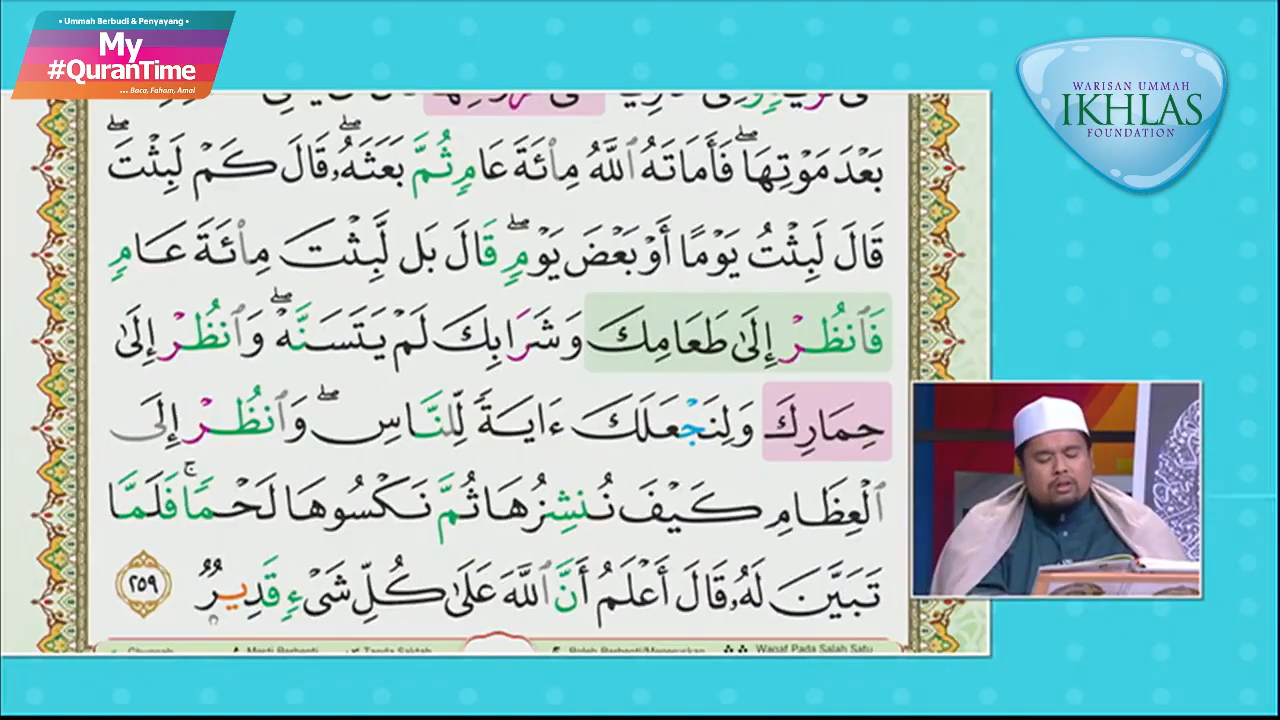 • Ummah Berbudi & Penyayang •
My
#QuranTime
... Baca, Faham, Amal
WARISAN UMMAH
IKHLAS
FOUNDATION
بَعْدَ مَوْتِهَا ۖ فَأَمَاتَهُ ٱللَّهُ مِا۟ئَةَ عَامٍ ثُمَّ بَعَثَهُۥ ۖ قَالَ كَمْ لَبِثْتَ ۖ
قَالَ لَبِثْتُ يَوْمًا أَوْ بَعْضَ يَوْمٍ ۖ قَالَ بَل لَّبِثْتَ مِا۟ئَةَ عَامٍ
فَٱنظُرْ إِلَىٰ طَعَامِكَ وَشَرَابِكَ لَمْ يَتَسَنَّهْ ۖ وَٱنظُرْ إِلَىٰ
حِمَارِكَ وَلِنَجْعَلَكَ ءَايَةً لِّلنَّاسِ ۖ وَٱنظُرْ إِلَى
ٱلْعِظَامِ كَيْفَ نُنشِزُهَا ثُمَّ نَكْسُوهَا لَحْمًا ۚ فَلَمَّا
تَبَيَّنَ لَهُۥ قَالَ أَعْلَمُ أَنَّ ٱللَّهَ عَلَىٰ كُلِّ شَىْءٍ قَدِيرٌ ٢٥٩